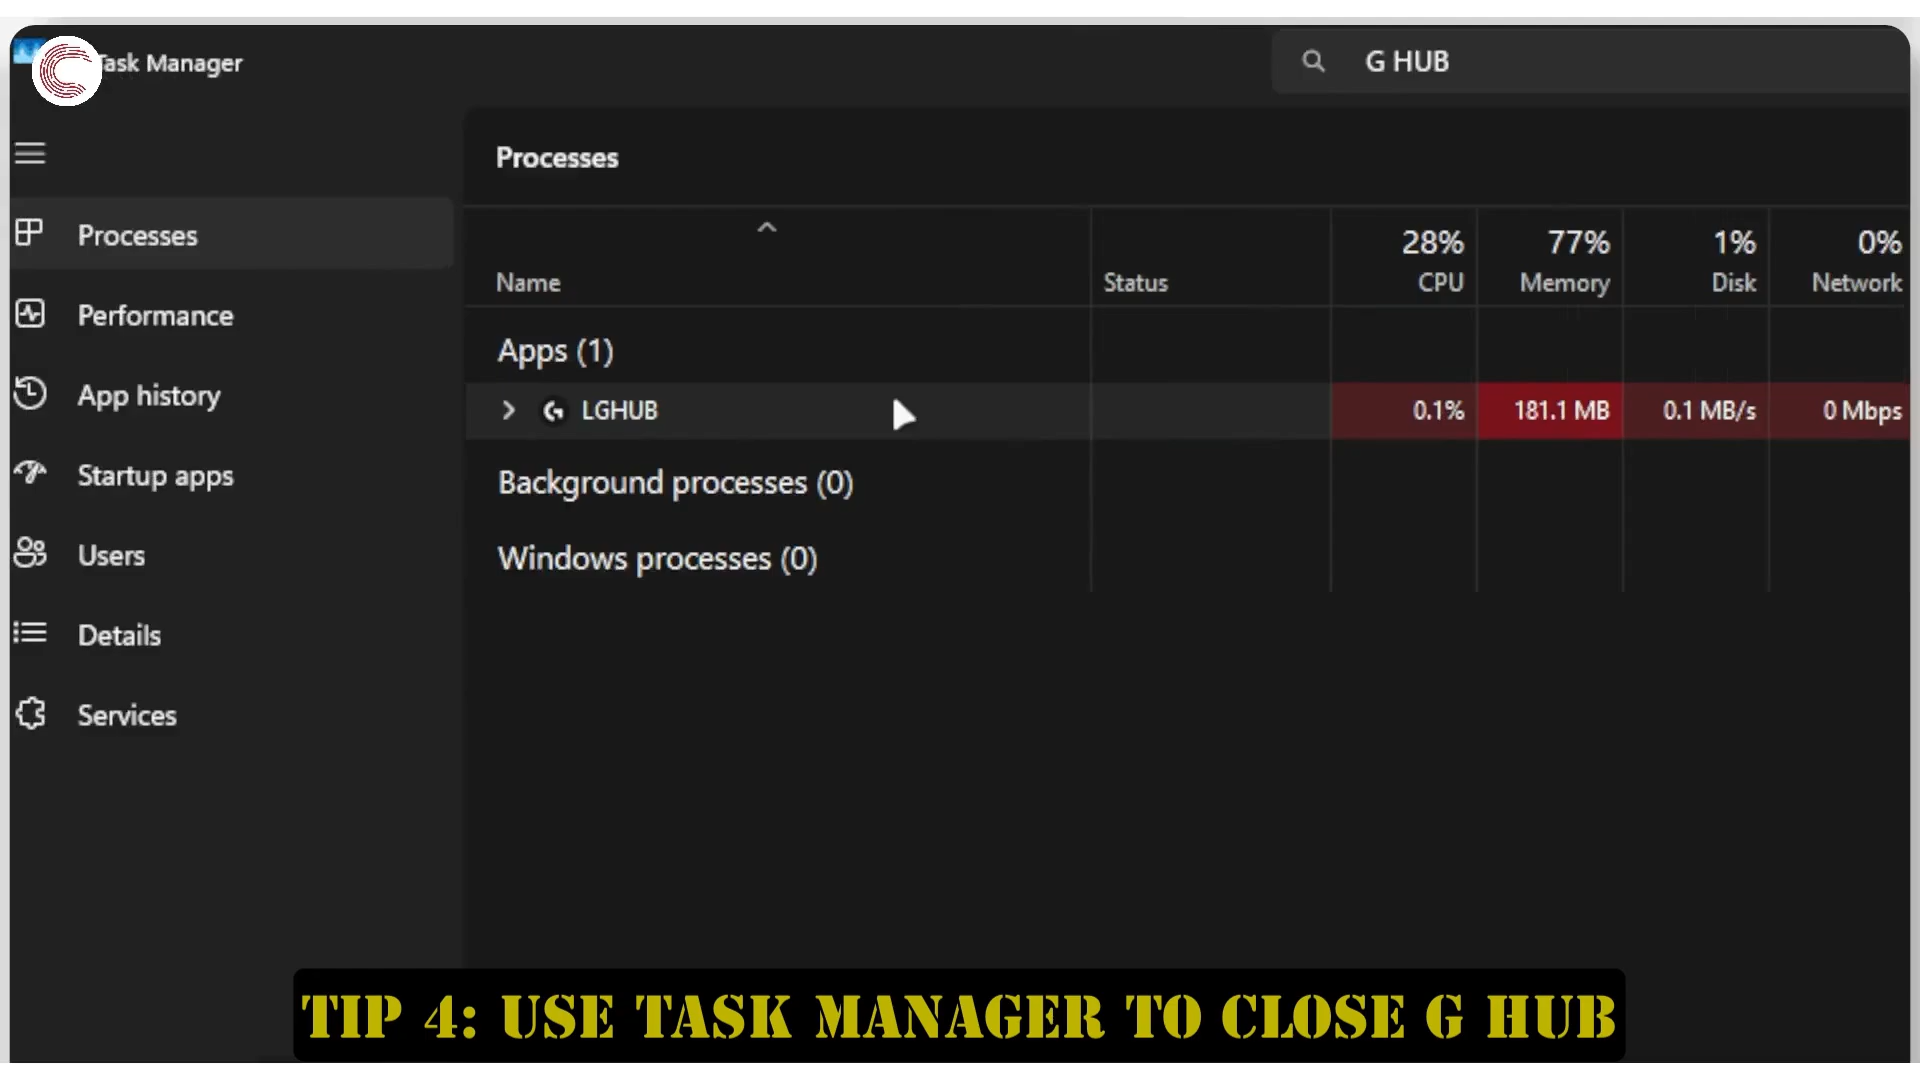 Task Manager
G HUB
Processes
Processes
Performance
App history
Startup apps
Users
Details
Services
28% 77% 1% 0%
Name Status CPU Memory Disk Network
Apps (1)
LGHUB 0.1% 181.1 MB 0.1 MB/s 0 Mbps
Background processes (0)
Windows processes (0)
TIP 4: USE TASK MANAGER TO CLOSE G HUB